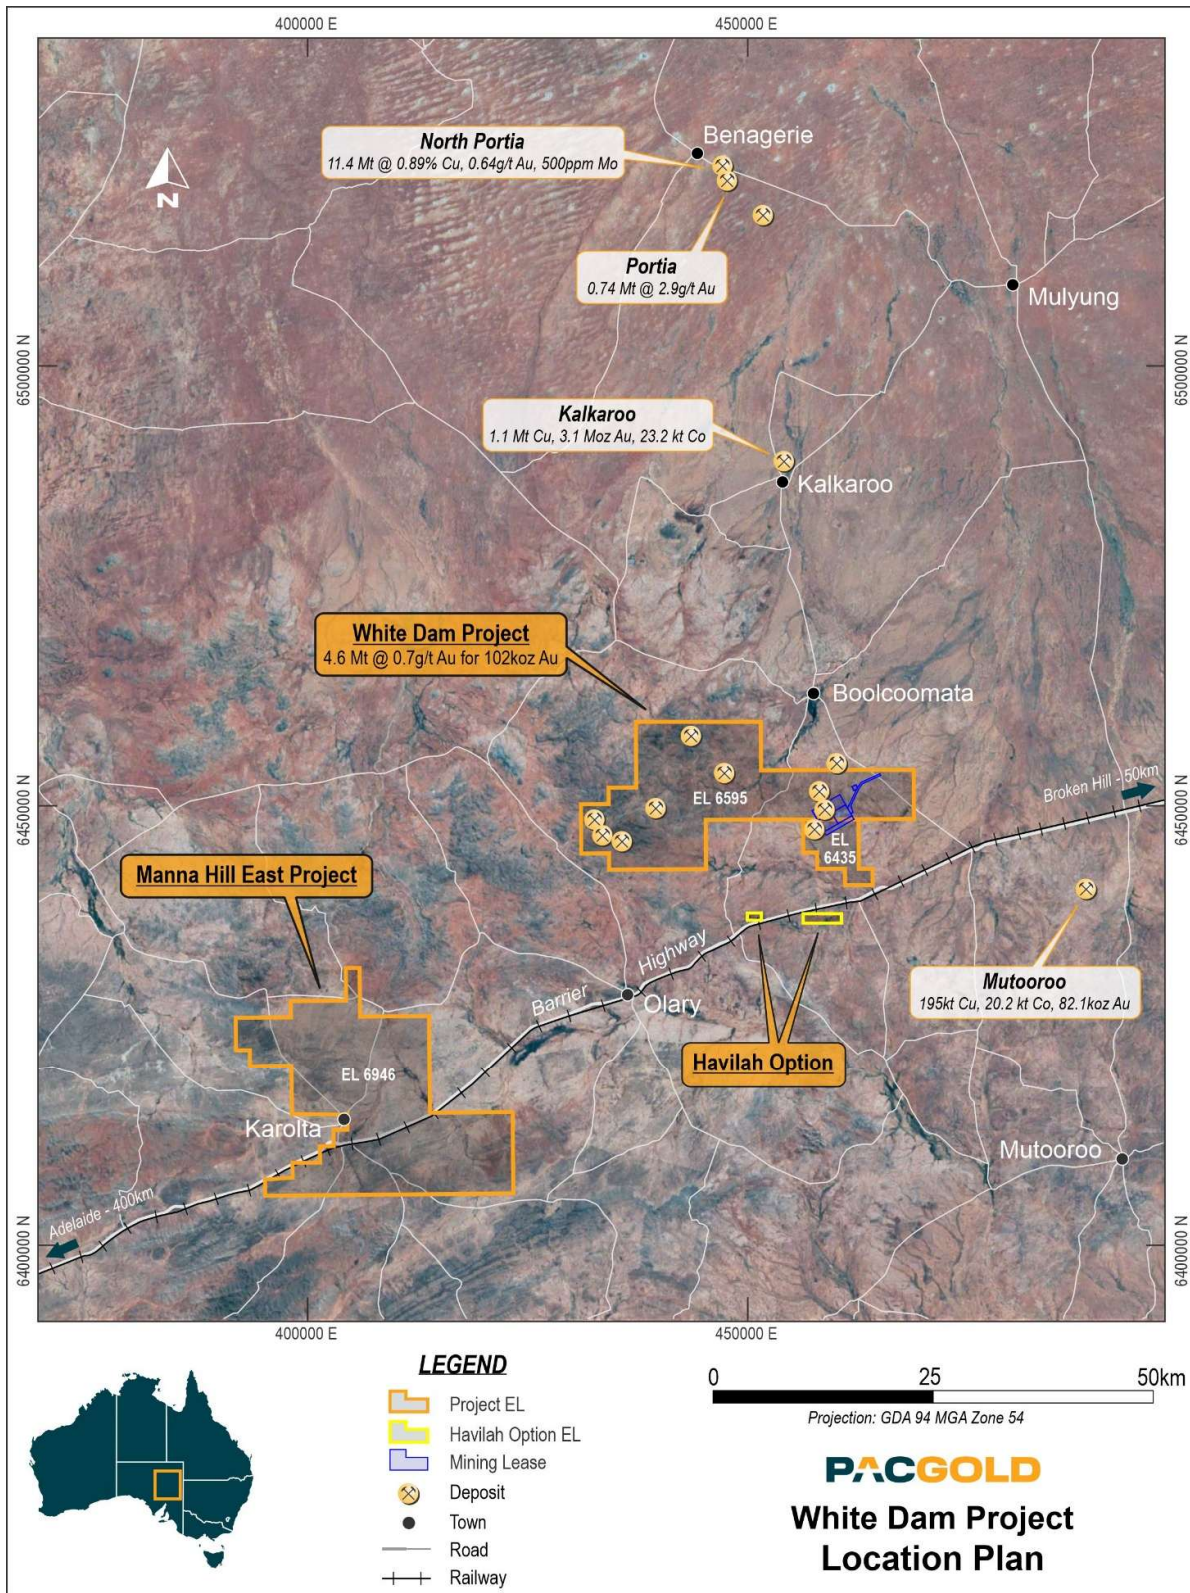 400000 E
450000 E
Benagerie
North Portia
11.4 Mt @ 0.89% Cu, 0.64g/t Au, 500ppm Mo
N
Portia
0.74 Mt @ 2.9g/t Au
Mulyung
6500000 N
6500000 N
Kalkaroo
1.1 Mt Cu, 3.1 Moz Au, 23.2 kt Co
Kalkaroo
White Dam Project
4.6 Mt @ 0.7g/t Au for 102koz Au
Boolcoomata
EL 6595
Broken Hill - 50km
6450000 N
6450000 N
EL
6435
Manna Hill East Project
Highway
Barrier
Olary
Mutooroo
195kt Cu, 20.2 kt Co, 82.1koz Au
Havilah Option
EL 6946
Karolta
Mutooroo
Adelaide - 400km
6400000 N
6400000 N
400000 E
450000 E
LEGEND
Project EL
Havilah Option EL
Mining Lease
Deposit
Town
Road
Railway
0 25 50km
Projection: GDA 94 MGA Zone 54
PACGOLD
White Dam Project
Location Plan